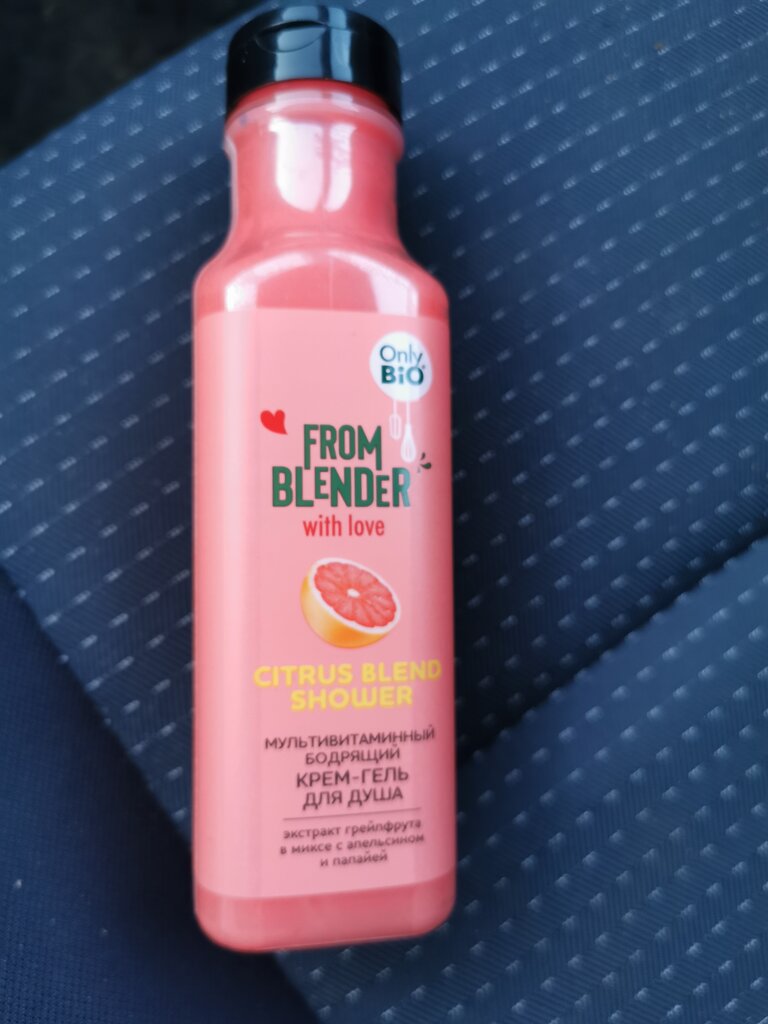 Only
BiO
FROM
BLENDER
with love
CITRUS BLEND
SHOWER
МУЛЬТИВИТАМИННЫЙ
БОДРЯЩИЙ
КРЕМ-ГЕЛЬ
ДЛЯ ДУША
экстракт грейпфрута
в миксе с апельсином
и папайей